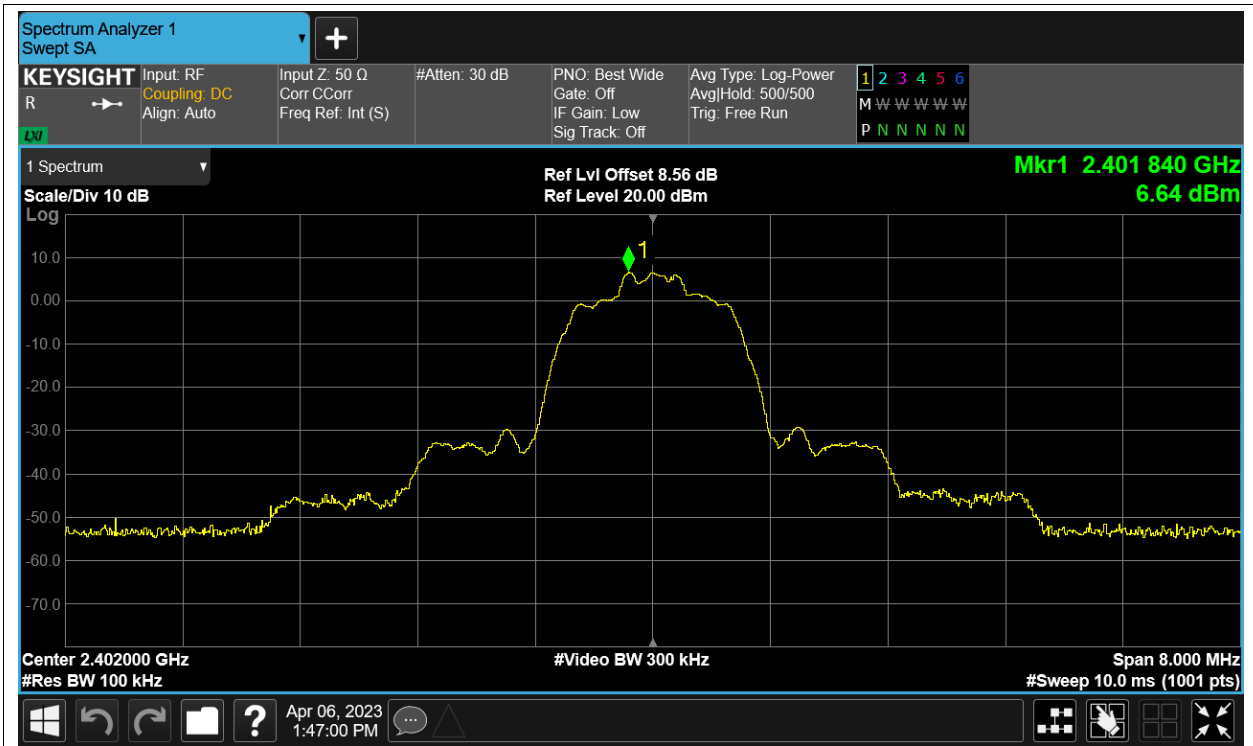 Spectrum Analyzer 1
Swept SA
KEYSIGHT
R
LXI
Input: RF
Coupling: DC
Align: Auto
Input Z: 50 Ω
Corr CCorr
Freq Ref: Int (S)
#Atten: 30 dB
PNO: Best Wide
Gate: Off
IF Gain: Low
Sig Track: Off
Avg Type: Log-Power
Avg|Hold: 500/500
Trig: Free Run
1 2 3 4 5 6
M W W W W W
P N N N N N
1 Spectrum
Scale/Div 10 dB
Log
Ref Lvl Offset 8.56 dB
Ref Level 20.00 dBm
Mkr1 2.401 840 GHz
6.64 dBm
1
10.0
0.00
-10.0
-20.0
-30.0
-40.0
-50.0
-60.0
-70.0
Center 2.402000 GHz
#Res BW 100 kHz
#Video BW 300 kHz
Span 8.000 MHz
#Sweep 10.0 ms (1001 pts)
?
Apr 06, 2023
1:47:00 PM